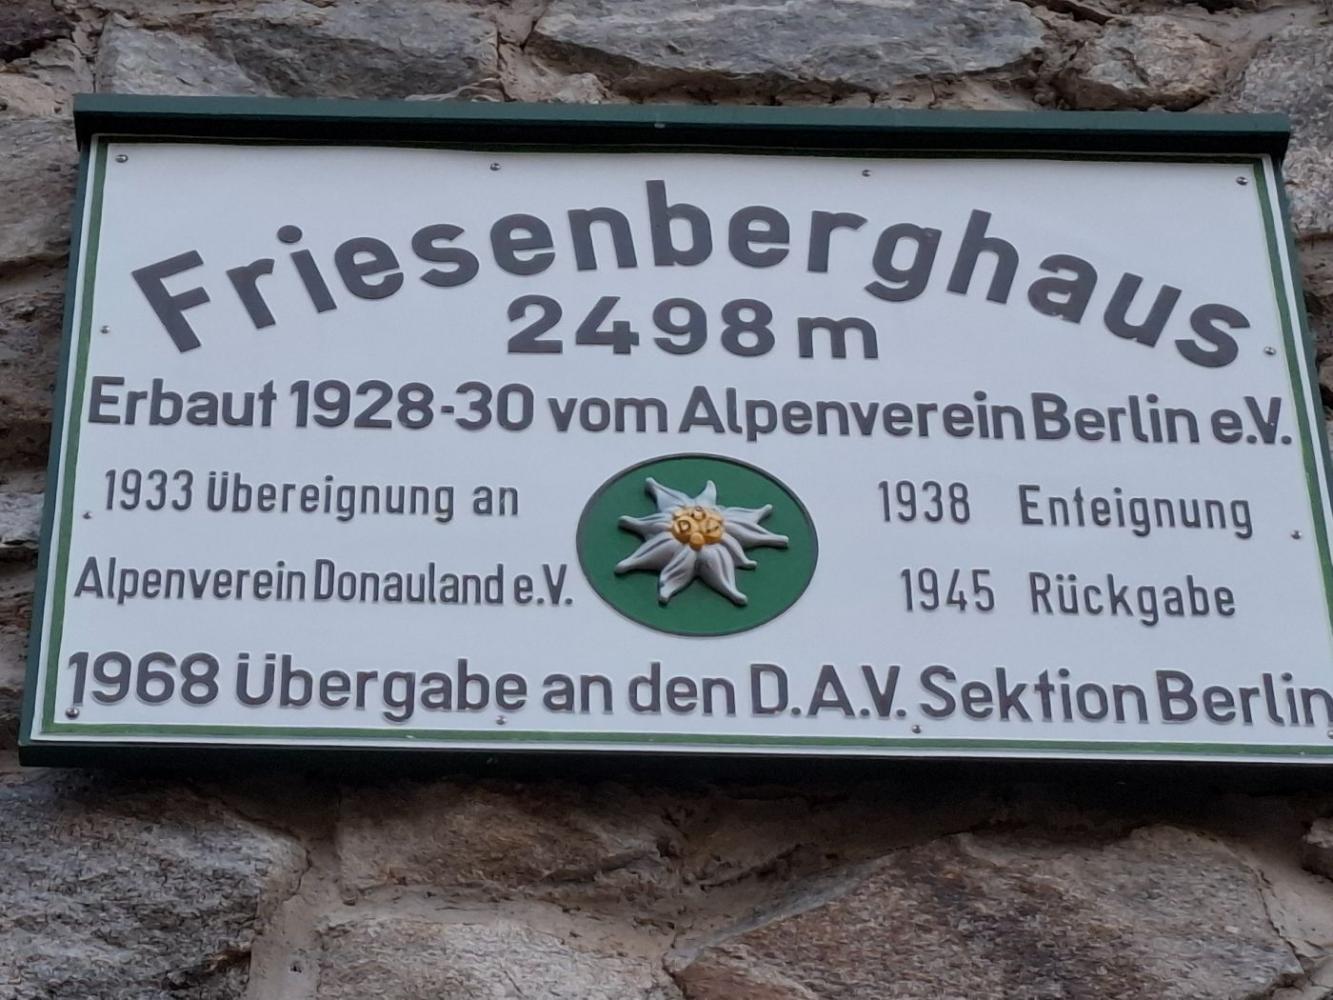 Friesenberghaus
2498 m
Erbaut 1928-30 vom Alpenverein Berlin e.V.
1933 Übereignung an
Alpenverein Donauland e.V.
1938 Enteignung
1945 Rückgabe
1968 Übergabe an den D.A.V. Sektion Berlin